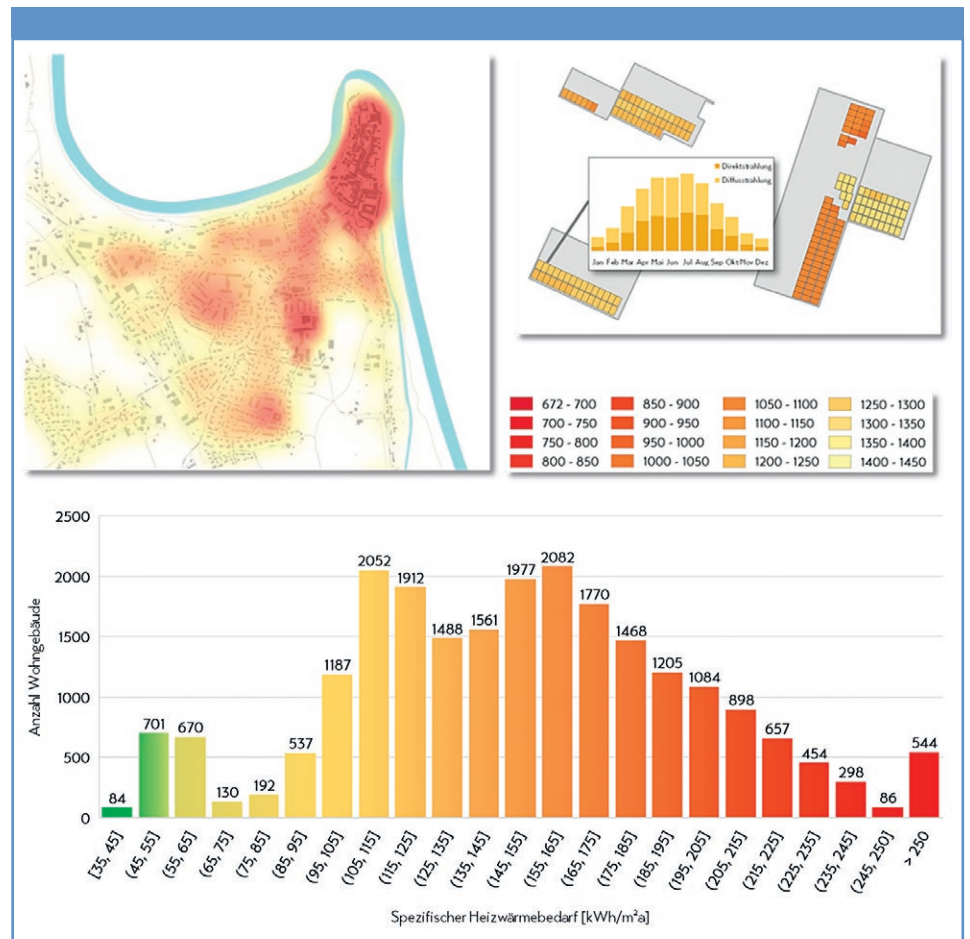 Direktstrahlung
Diffusstrahlung
Jan Feb Mar Apr Mai Jun Jul Aug Sep Okt Nov Dez
672 - 700 850 - 900 1050 - 1100 1250 - 1300
700 - 750 900 - 950 1100 - 1150 1300 - 1350
750 - 800 950 - 1000 1150 - 1200 1350 - 1400
800 - 850 1000 - 1050 1200 - 1250 1400 - 1450
Anzahl Wohngebäude
2500
2000
1500
1000
500
0
84 701 670 130 192 537 1187 2052 1912 1488 1561 1977 2082 1770 1468 1205 1084 898 657 454 298 86 544
[35, 45] (45, 55] (55, 65] (65, 75] (75, 85] (85, 95] (95, 105] (105, 115] (115, 125] (125, 135] (135, 145] (145, 155] (155, 165] (165, 175] (175, 185] (185, 195] (195, 205] (205, 215] (215, 225] (225, 235] (235, 245] (245, 250] > 250
Spezifischer Heizwärmebedarf [kWh/m²a]